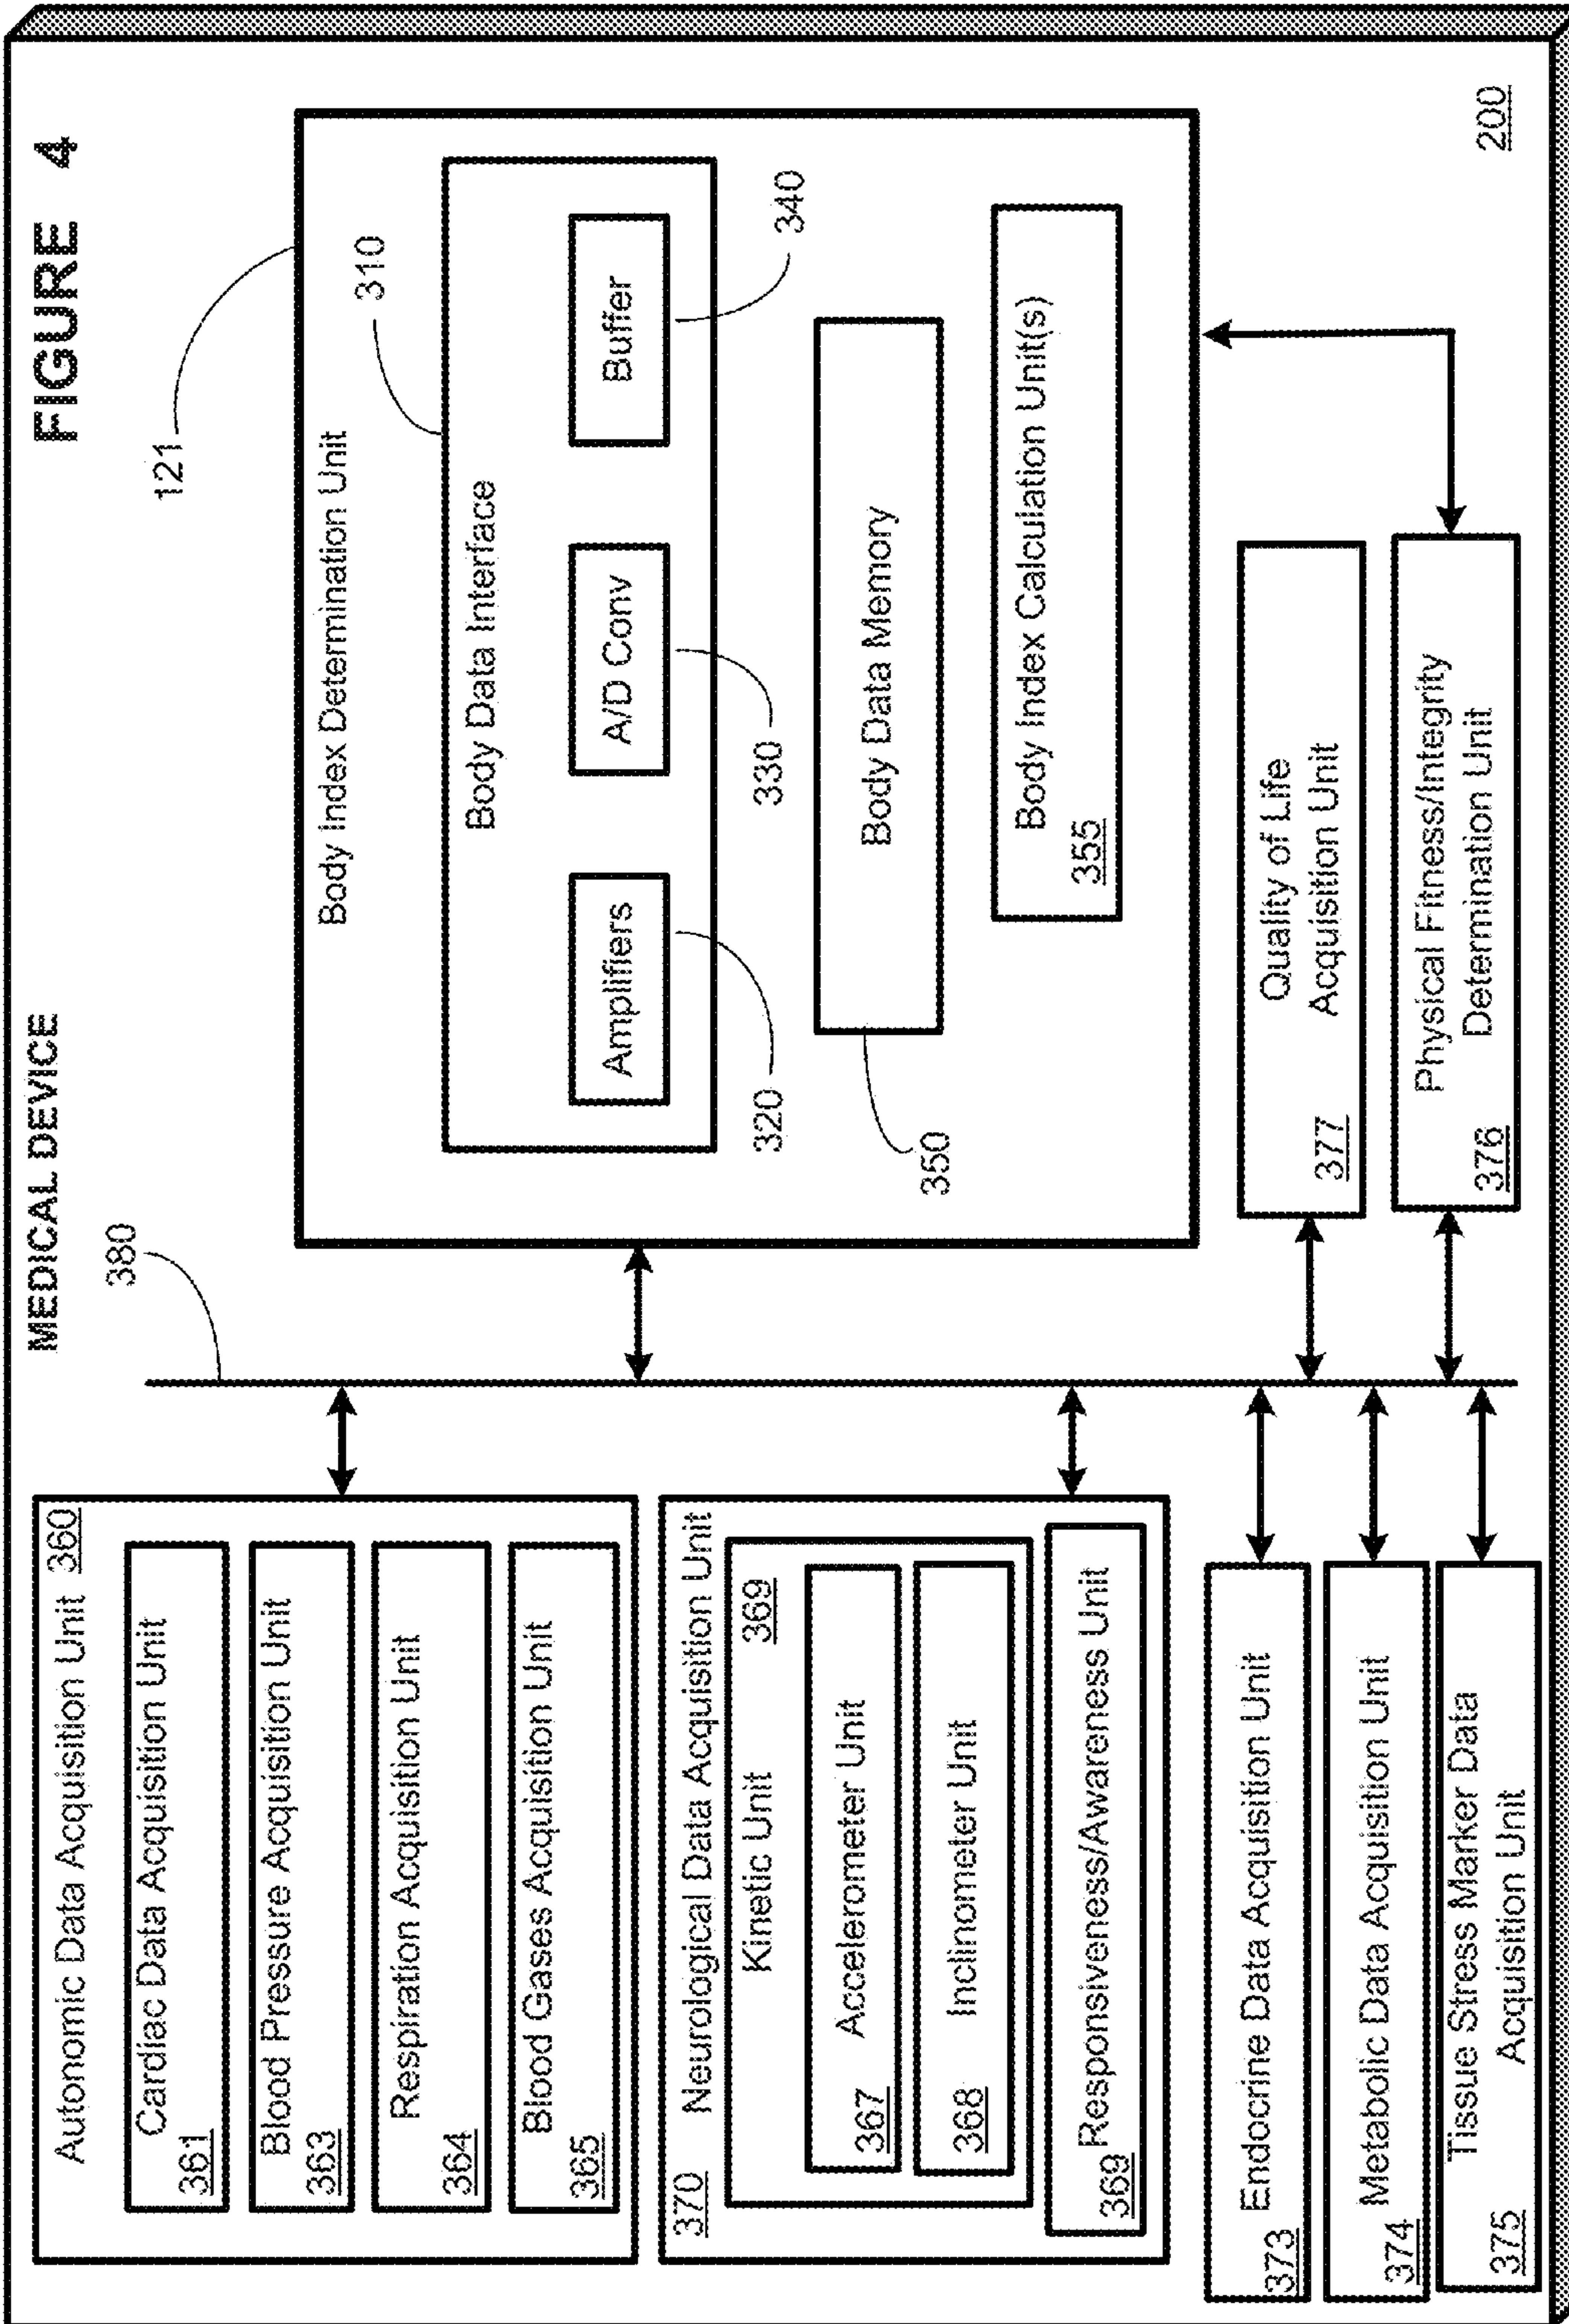 MEDICAL DEVICE
FIGURE 4
Autonomic Data Acquisition Unit 360
Cardiac Data Acquisition Unit
361
Blood Pressure Acquisition Unit
363
Respiration Acquisition Unit
364
Blood Gases Acquisition Unit
365
370 Neurological Data Acquisition Unit
Kinetic Unit 369
Accelerometer Unit
367
Inclinometer Unit
368
Responsiveness/Awareness Unit
369
Endocrine Data Acquisition Unit
373
Metabolic Data Acquisition Unit
374
Tissue Stress Marker Data
Acquisition Unit
375
380
121
Body Index Determination Unit
310
Body Data Interface
Amplifiers
A/D Conv
Buffer
320
330
340
Body Data Memory
350
Body Index Calculation Unit(s)
355
Quality of Life
Acquisition Unit
377
Physical Fitness/Integrity
Determination Unit
376
200